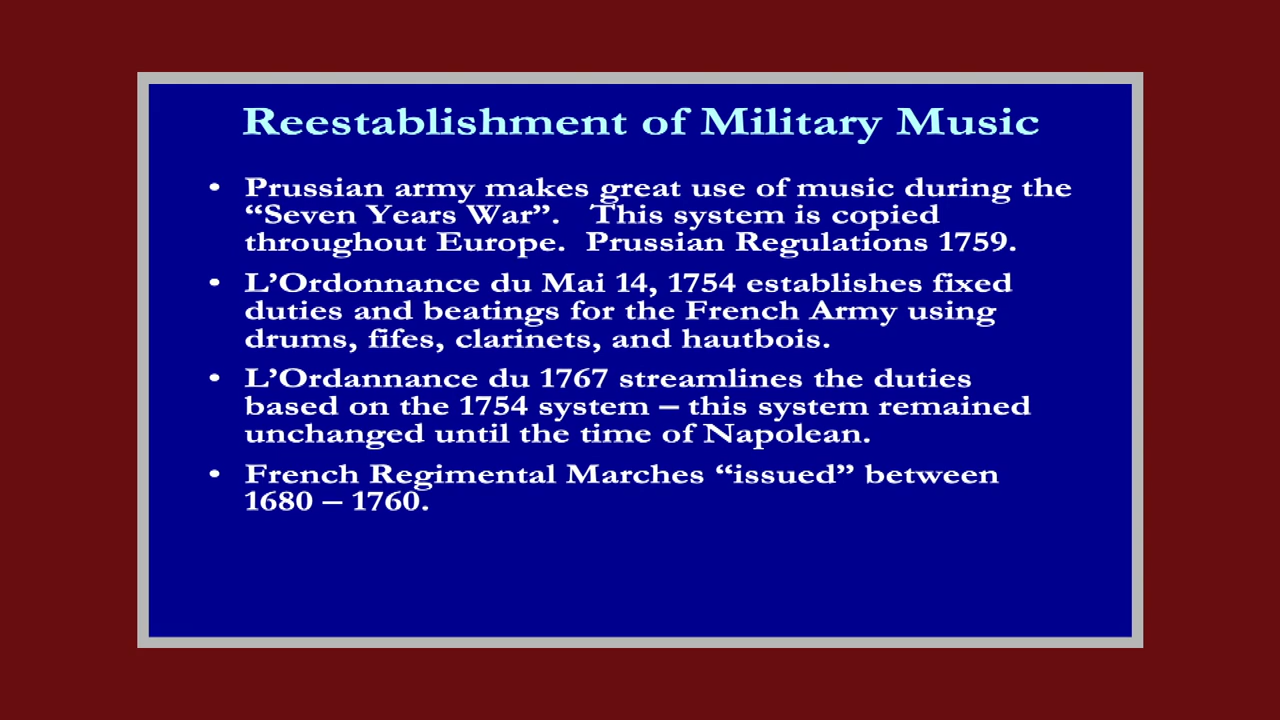 Reestablishment of Military Music
• Prussian army makes great use of music during the
“Seven Years War”.   This system is copied
throughout Europe.  Prussian Regulations 1759.
• L’Ordonnance du Mai 14, 1754 establishes fixed
duties and beatings for the French Army using
drums, fifes, clarinets, and hautbois.
• L’Ordannance du 1767 streamlines the duties
based on the 1754 system – this system remained
unchanged until the time of Napolean.
• French Regimental Marches “issued” between
1680 – 1760.